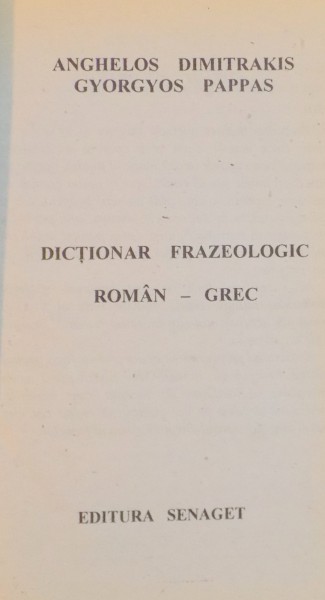 ANGHELOS DIMITRAKIS
GYORGYOS PAPPAS
DICȚIONAR FRAZEOLOGIC
ROMÂN – GREC
EDITURA SENAGET